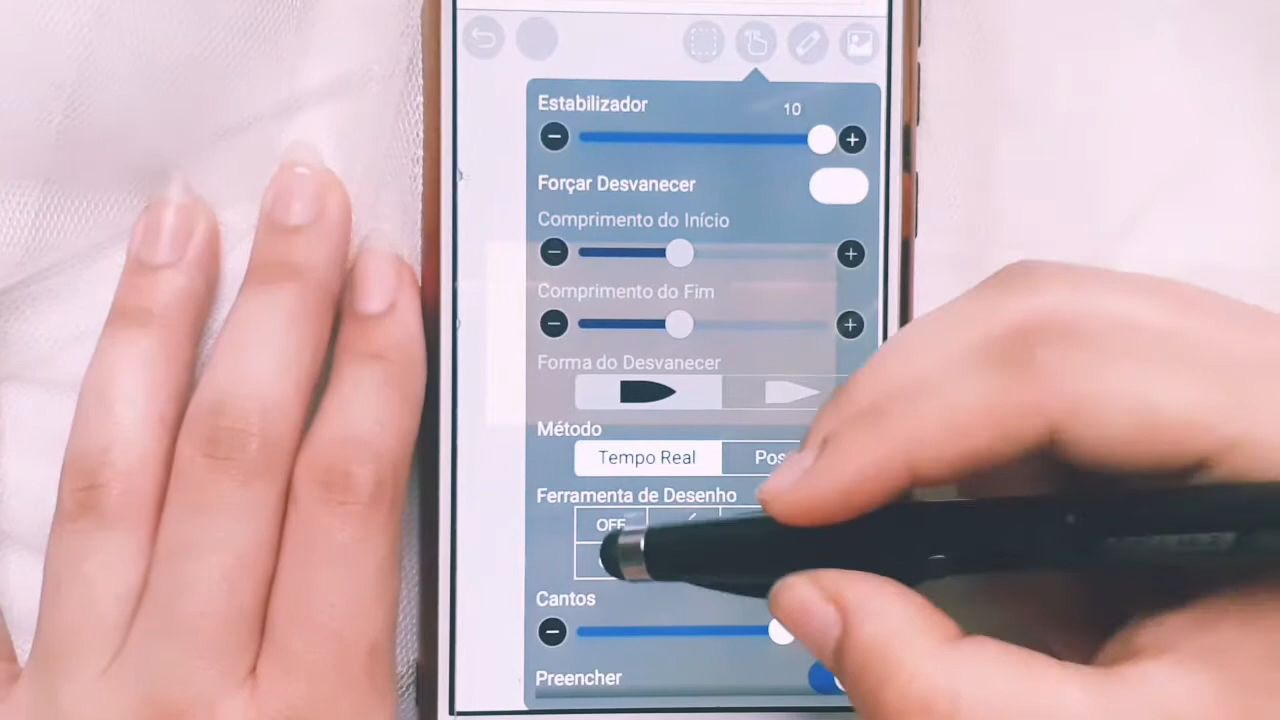 Estabilizador 10
Forçar Desvanecer
Comprimento do Início
Comprimento do Fim
Forma do Desvanecer
Método
Tempo Real
Ferramenta de Desenho
OFF
Cantos
Preencher